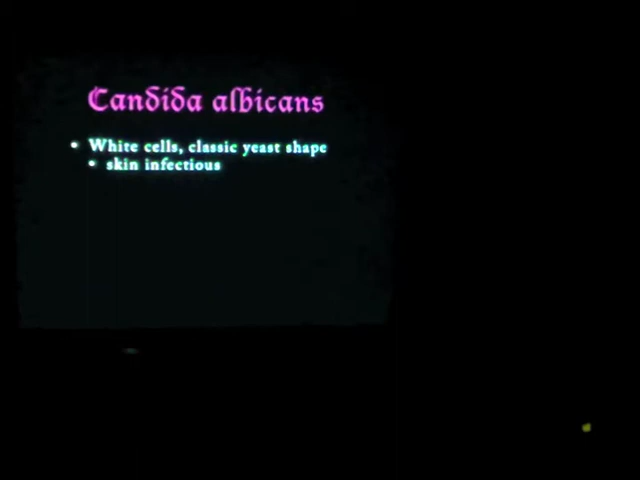 Candida albicans
• White cells, classic yeast shape
• skin infectious